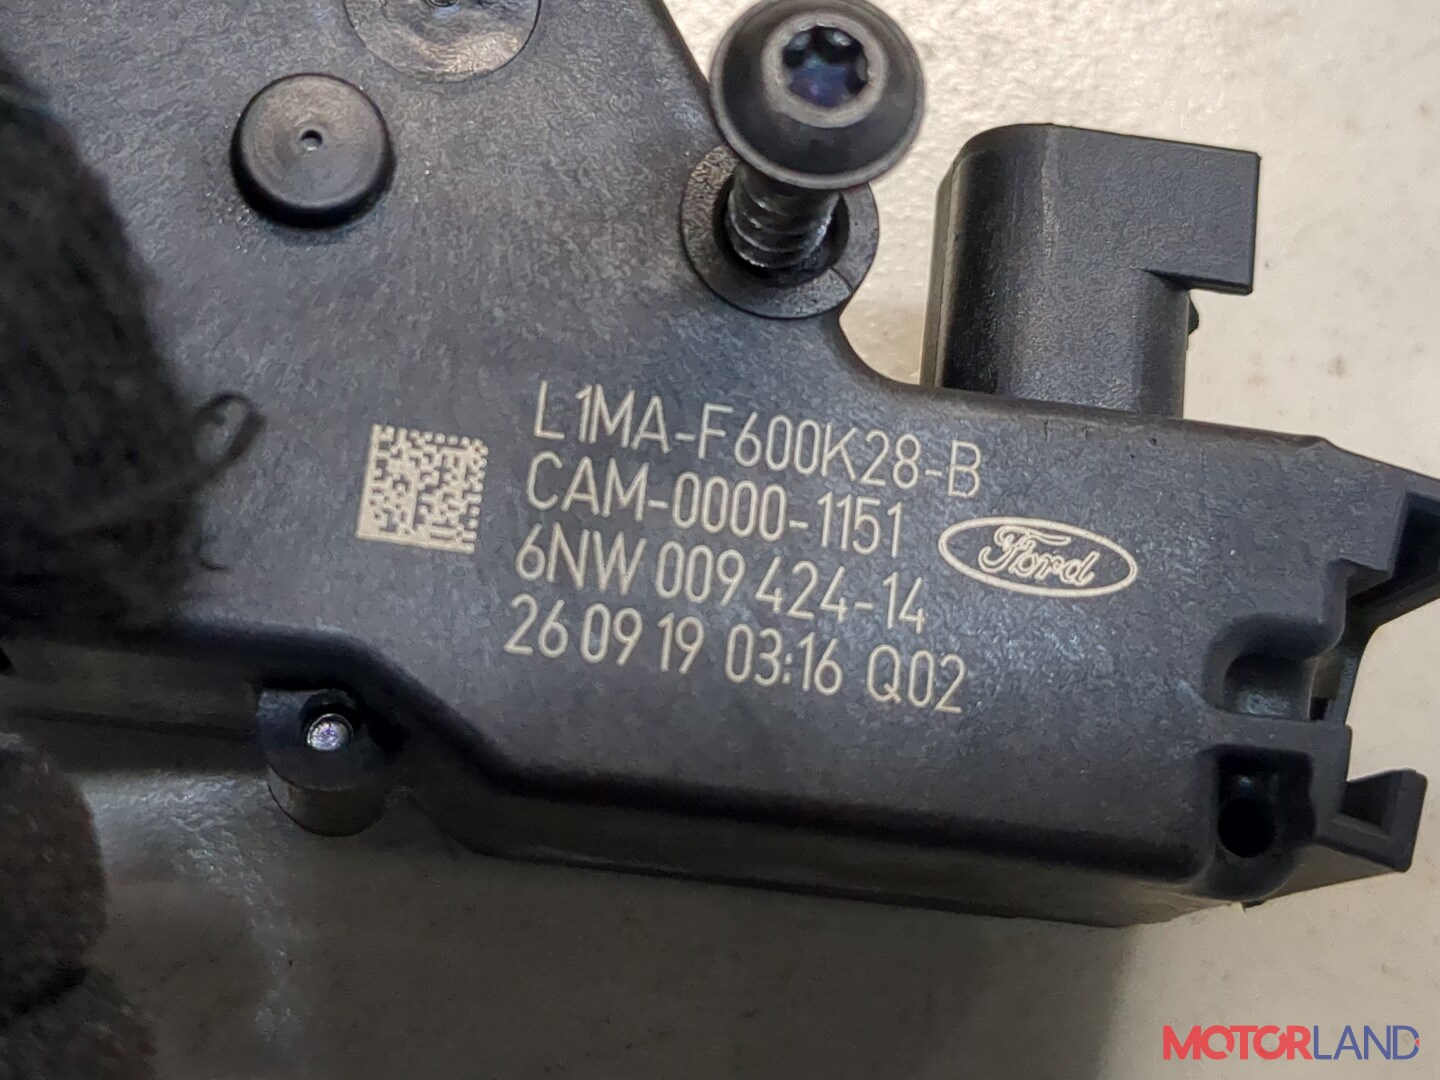 L1MA-F600K28-B
CAM-0000-1151
6NW 009 424-14
26 09 19 03:16 Q02
Ford
MOTORLAND